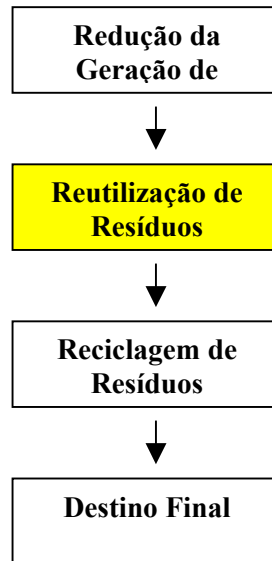 Redução da
Geração de
Reutilização de
Resíduos
Reciclagem de
Resíduos
Destino Final